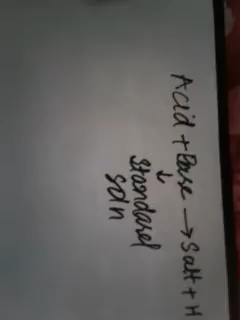 Acid + Base → Salt + H
↓
Standard
soln